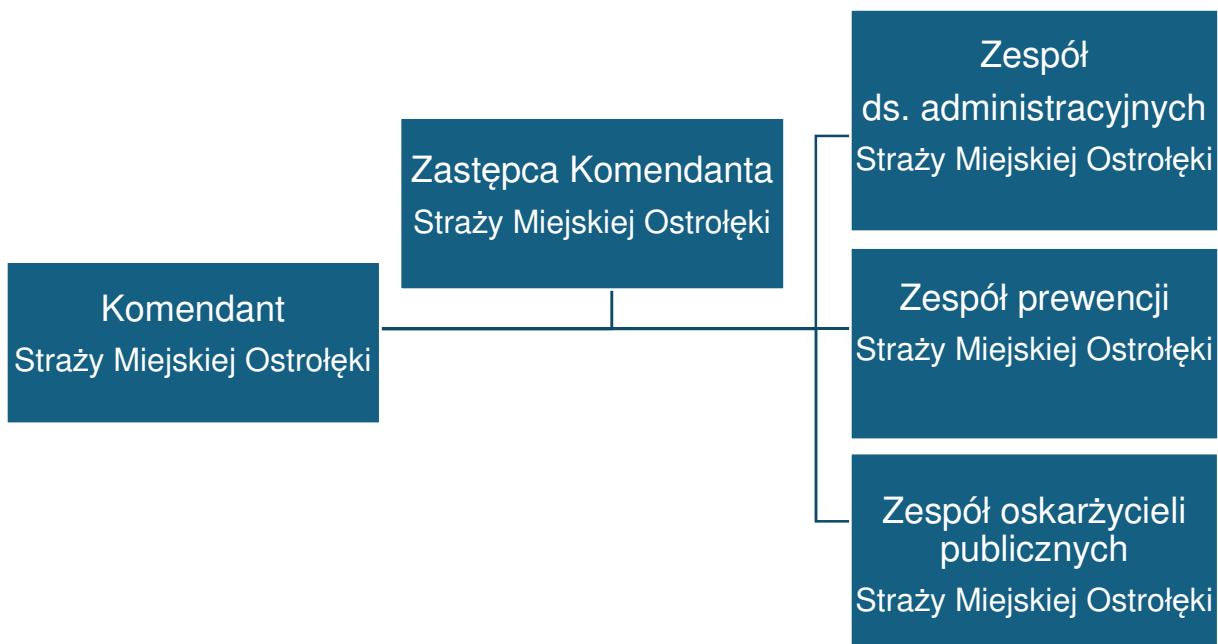 Komendant
Straży Miejskiej Ostrołęki
Zastępca Komendanta
Straży Miejskiej Ostrołęki
Zespół
ds. administracyjnych
Straży Miejskiej Ostrołęki
Zespół prewencji
Straży Miejskiej Ostrołęki
Zespół oskarżycieli
publicznych
Straży Miejskiej Ostrołęki